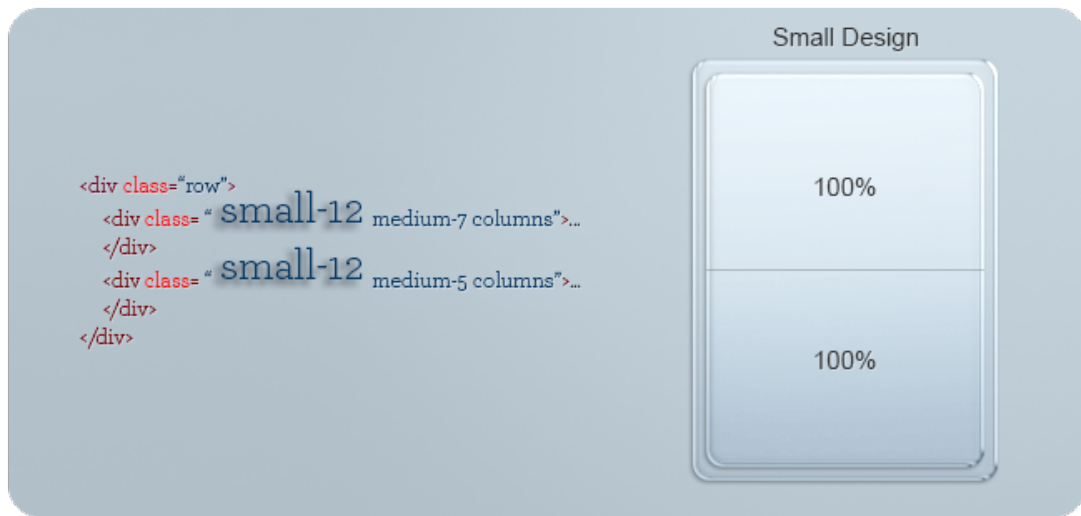 Small Design
<div class=“row”>
<div class= “ small-12 medium-7 columns”>...
</div>
<div class= “ small-12 medium-5 columns”>...
</div>
</div>
100%
100%